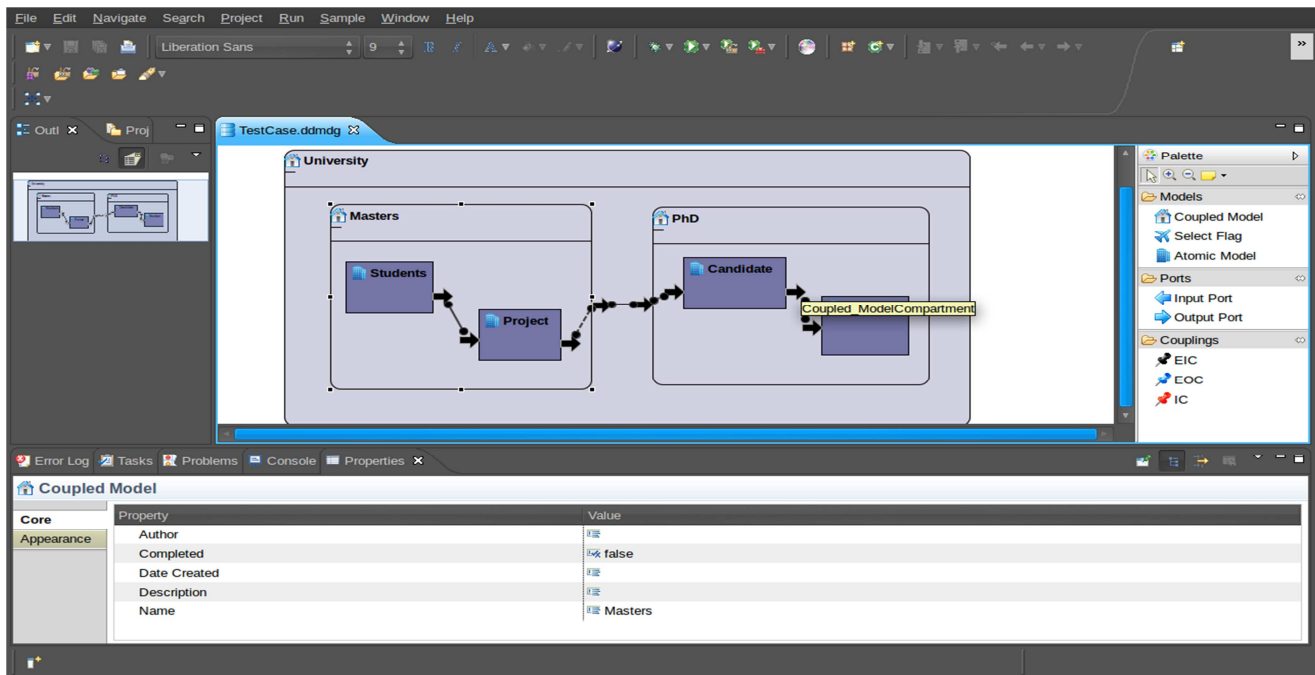 File Edit Navigate Search Project Run Sample Window Help
Liberation Sans 9
Outl Proj TestCase.ddmdg
University
Masters
PhD
Students
Project
Candidate
Coupled_ModelCompartment
Palette
Models
Coupled Model
Select Flag
Atomic Model
Ports
Input Port
Output Port
Couplings
EIC
EOC
IC
Error Log Tasks Problems Console Properties
Coupled Model
Core
Appearance
Property Value
Author
Completed false
Date Created
Description
Name Masters